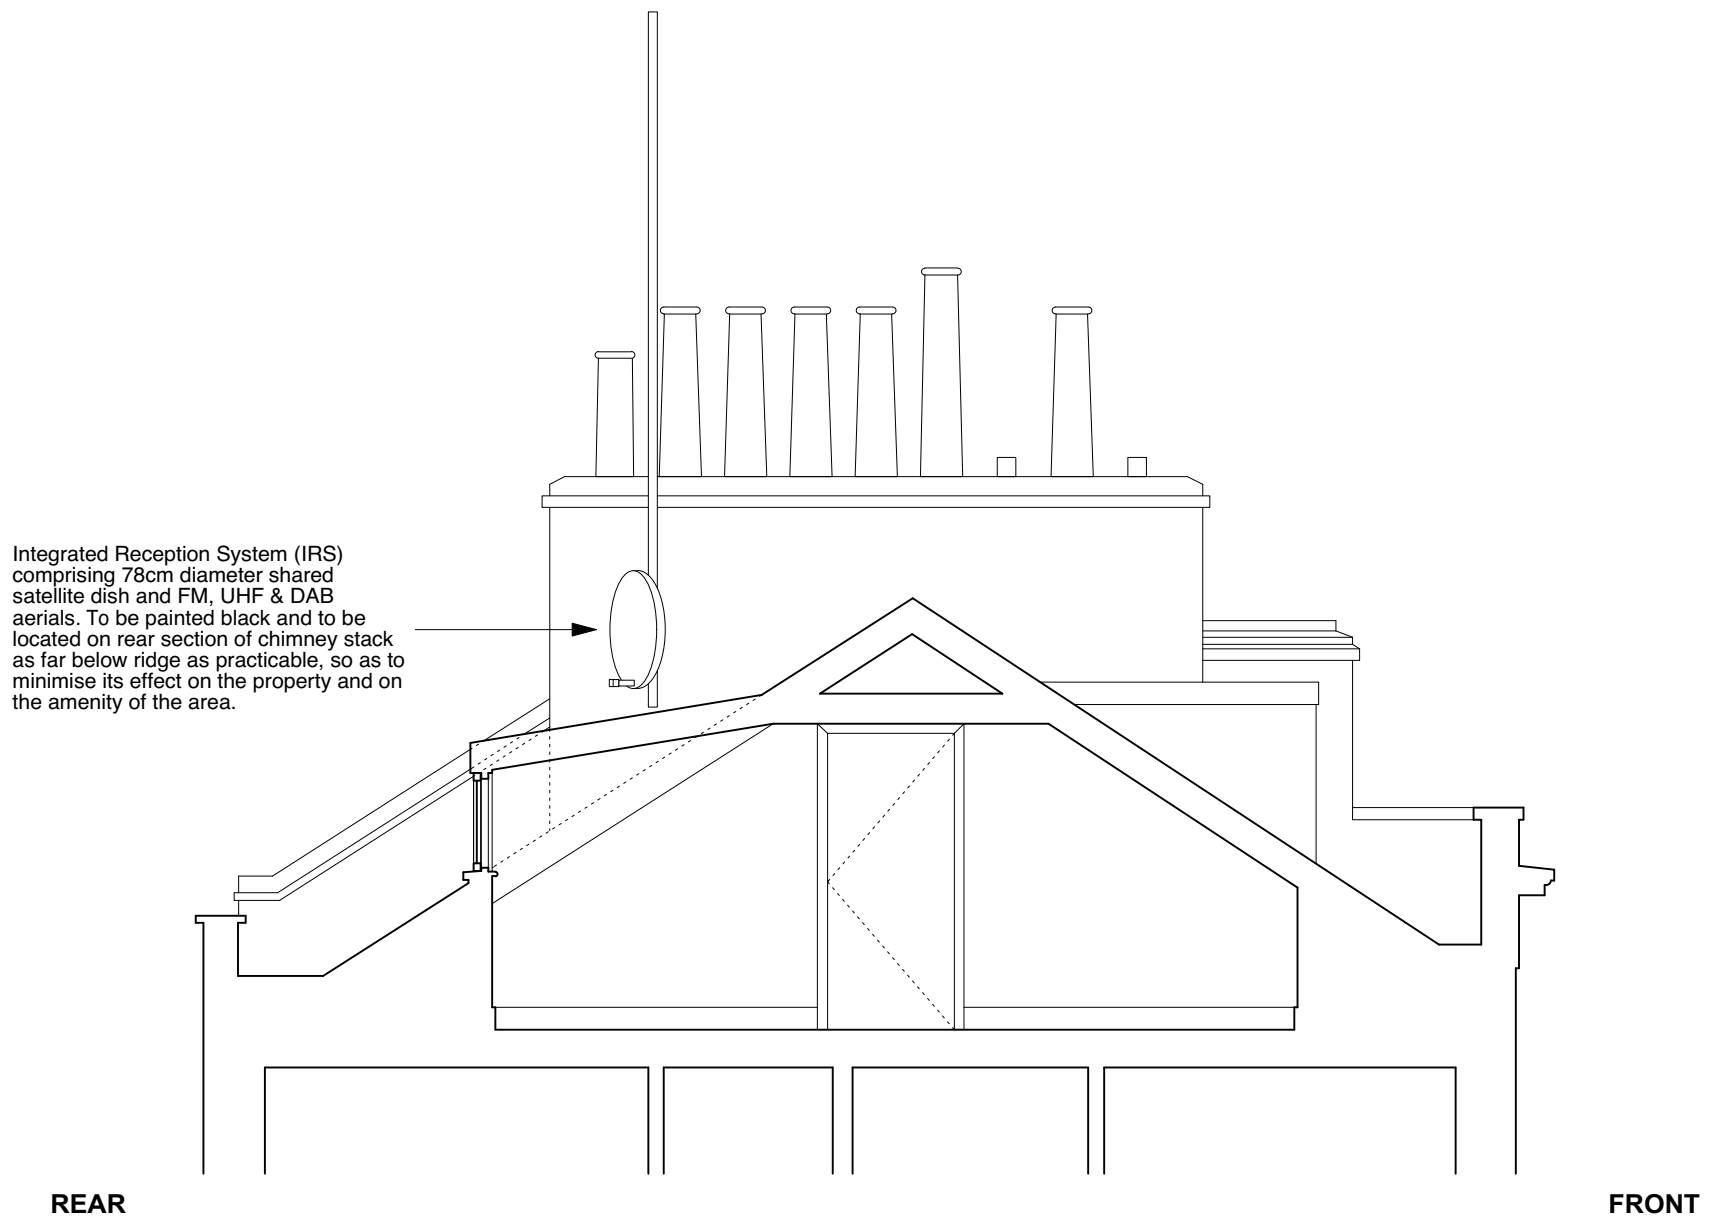 Integrated Reception System (IRS)
comprising 78cm diameter shared
satellite dish and FM, UHF & DAB
aerials. To be painted black and to be
located on rear section of chimney stack
as far below ridge as practicable, so as to
minimise its effect on the property and on
the amenity of the area.
REAR
FRONT